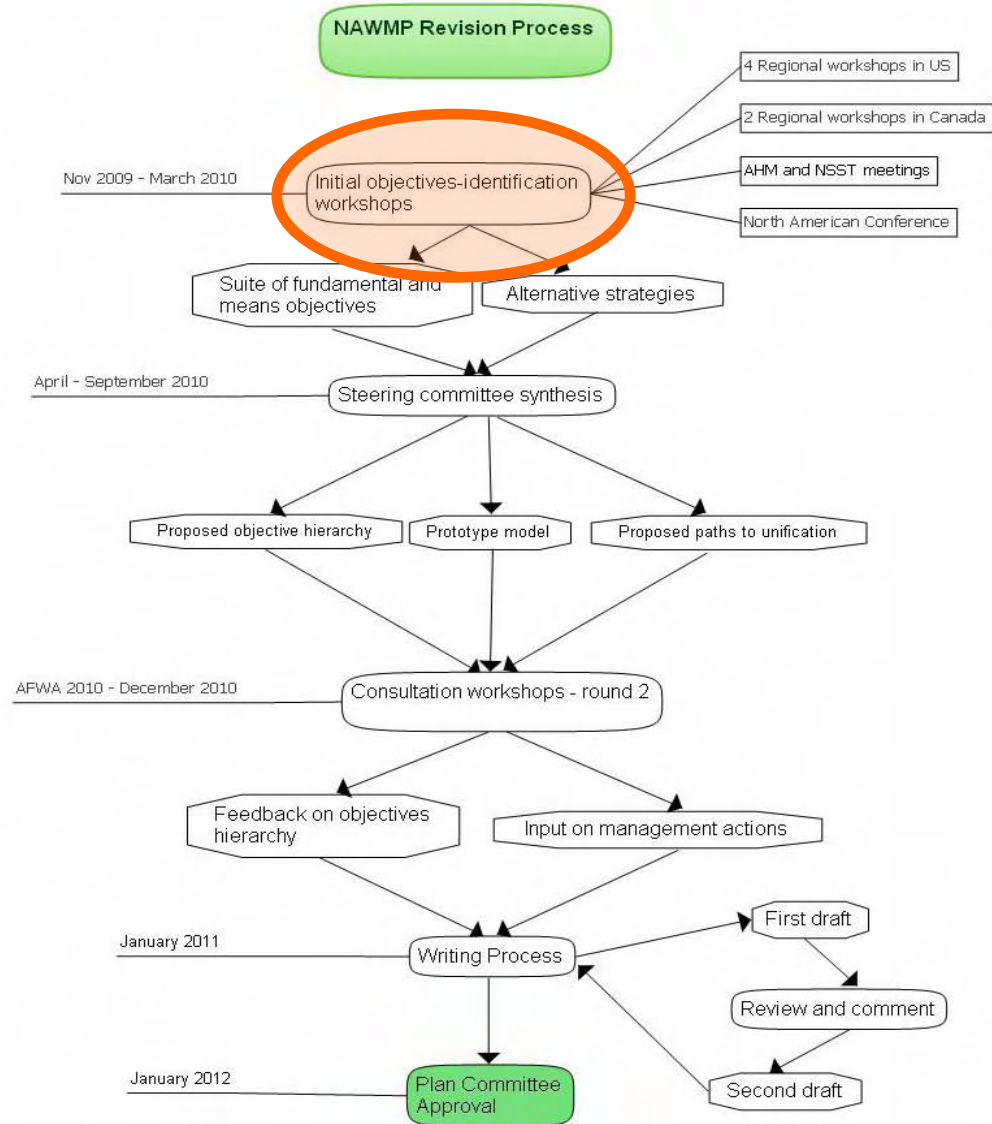 NAWMP Revision Process
4 Regional workshops in US
2 Regional workshops in Canada
AHM and NSST meetings
North American Conference
Nov 2009 - March 2010
Initial objectives-identification
workshops
Suite of fundamental and
means objectives
Alternative strategies
April - September 2010
Steering committee synthesis
Proposed objective hierarchy
Prototype model
Proposed paths to unification
AFWA 2010 - December 2010
Consultation workshops - round 2
Feedback on objectives
hierarchy
Input on management actions
January 2011
Writing Process
First draft
Review and comment
Second draft
January 2012
Plan Committee
Approval